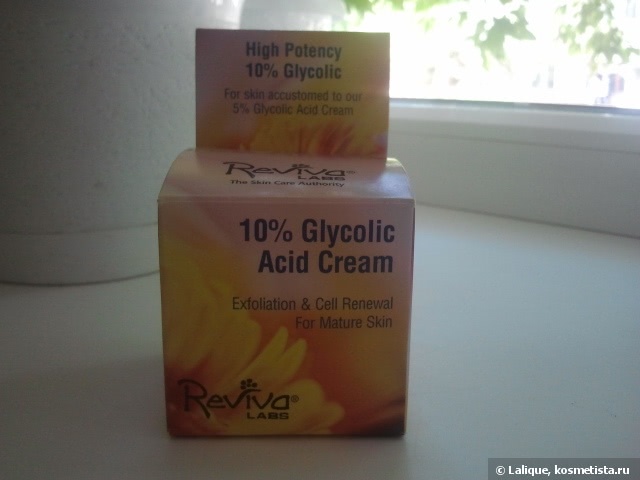 High Potency
10% Glycolic
For skin accustomed to our
5% Glycolic Acid Cream
Reviva®
LABS
The Skin Care Authority
10% Glycolic
Acid Cream
Exfoliation & Cell Renewal
For Mature Skin
Reviva®
LABS
© Lalique, kosmetista.ru